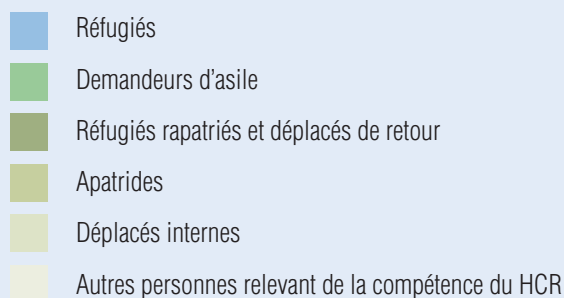 Réfugiés
Demandeurs d'asile
Réfugiés rapatriés et déplacés de retour
Apatrides
Déplacés internes
Autres personnes relevant de la compétence du HCR